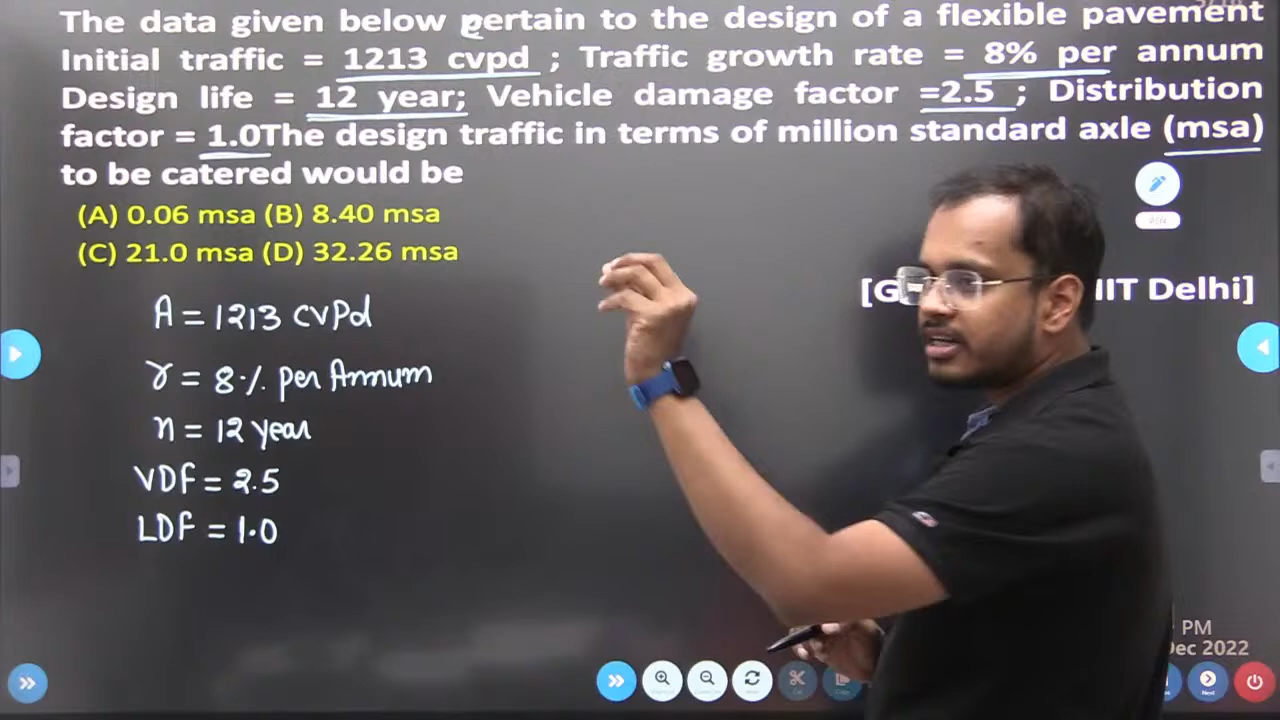 The data given below pertain to the design of a flexible pavement
Initial traffic = 1213 cvpd ; Traffic growth rate = 8% per annum
Design life = 12 year; Vehicle damage factor =2.5 ; Distribution
factor = 1.0The design traffic in terms of million standard axle (msa)
to be catered would be
(A) 0.06 msa (B) 8.40 msa
(C) 21.0 msa (D) 32.26 msa
IIT Delhi]
A = 1213 CVPd
r = 8% per Annum
n = 12 year
VDF = 2.5
LDF = 1.0
PM
Dec 2022
Next